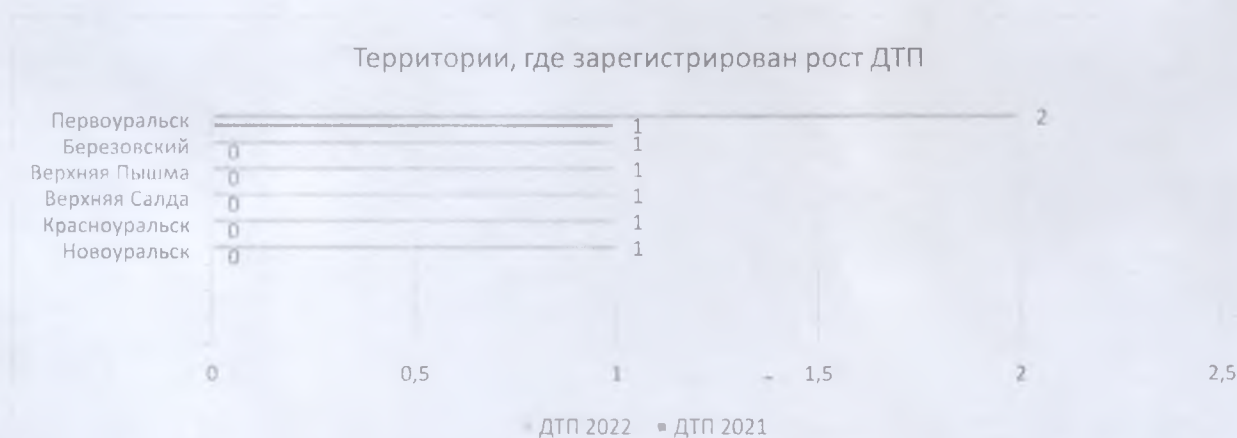 Территории, где зарегистрирован рост ДТП
Первоуральск 2
1
Березовский 1
0
Верхняя Пышма 1
0
Верхняя Салда 1
0
Красноуральск 1
0
Новоуральск 1
0
0 0,5 1 1,5 2 2,5
ДТП 2022 ДТП 2021